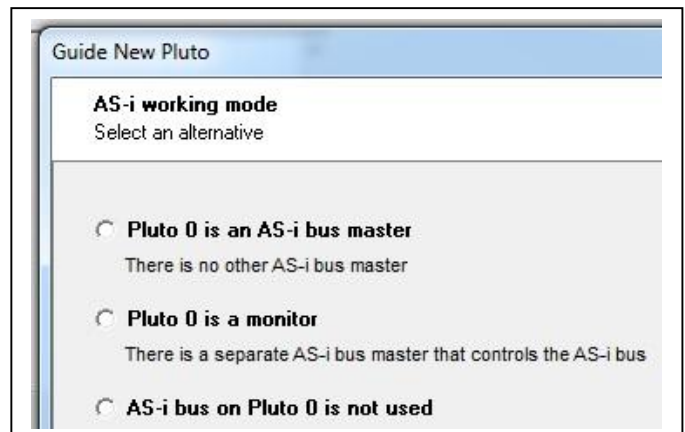 Guide New Pluto
AS-i working mode
Select an alternative
Pluto 0 is an AS-i bus master
There is no other AS-i bus master
Pluto 0 is a monitor
There is a separate AS-i bus master that controls the AS-i bus
AS-i bus on Pluto 0 is not used